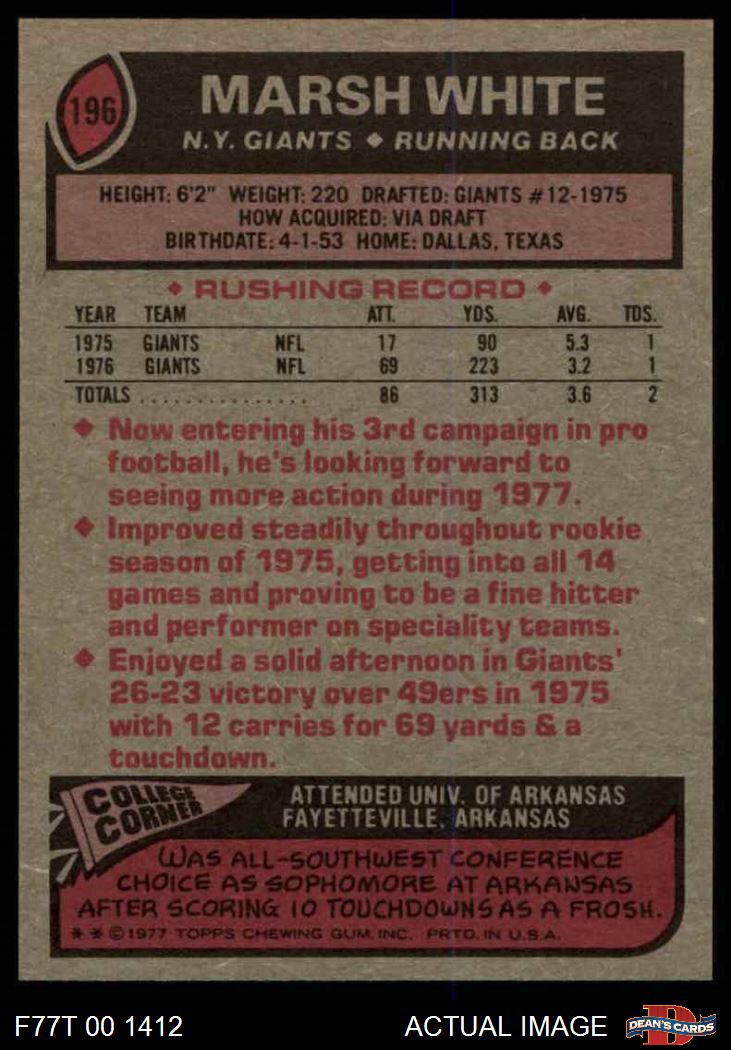 196
MARSH WHITE
N.Y. GIANTS ◆ RUNNING BACK
HEIGHT: 6'2" WEIGHT: 220 DRAFTED: GIANTS #12-1975
HOW ACQUIRED: VIA DRAFT
BIRTHDATE: 4-1-53 HOME: DALLAS, TEXAS
◆ RUSHING RECORD ◆
YEAR TEAM ATT. YDS. AVG. TDS.
1975 GIANTS NFL 17 90 5.3 1
1976 GIANTS NFL 69 223 3.2 1
TOTALS ............... 86 313 3.6 2
◆ Now entering his 3rd campaign in pro
football, he's looking forward to
seeing more action during 1977.
◆ Improved steadily throughout rookie
season of 1975, getting into all 14
games and proving to be a fine hitter
and performer on speciality teams.
◆ Enjoyed a solid afternoon in Giants'
26-23 victory over 49ers in 1975
with 12 carries for 69 yards & a
touchdown.
COLLEGE
CORNER
ATTENDED UNIV. OF ARKANSAS
FAYETTEVILLE, ARKANSAS
WAS ALL-SOUTHWEST CONFERENCE
CHOICE AS SOPHOMORE AT ARKANSAS
AFTER SCORING 10 TOUCHDOWNS AS A FROSH.
* * ©1977 TOPPS CHEWING GUM, INC. PRTD. IN U.S.A.
F77T 00 1412
ACTUAL IMAGE
D
DEAN'S CARDS